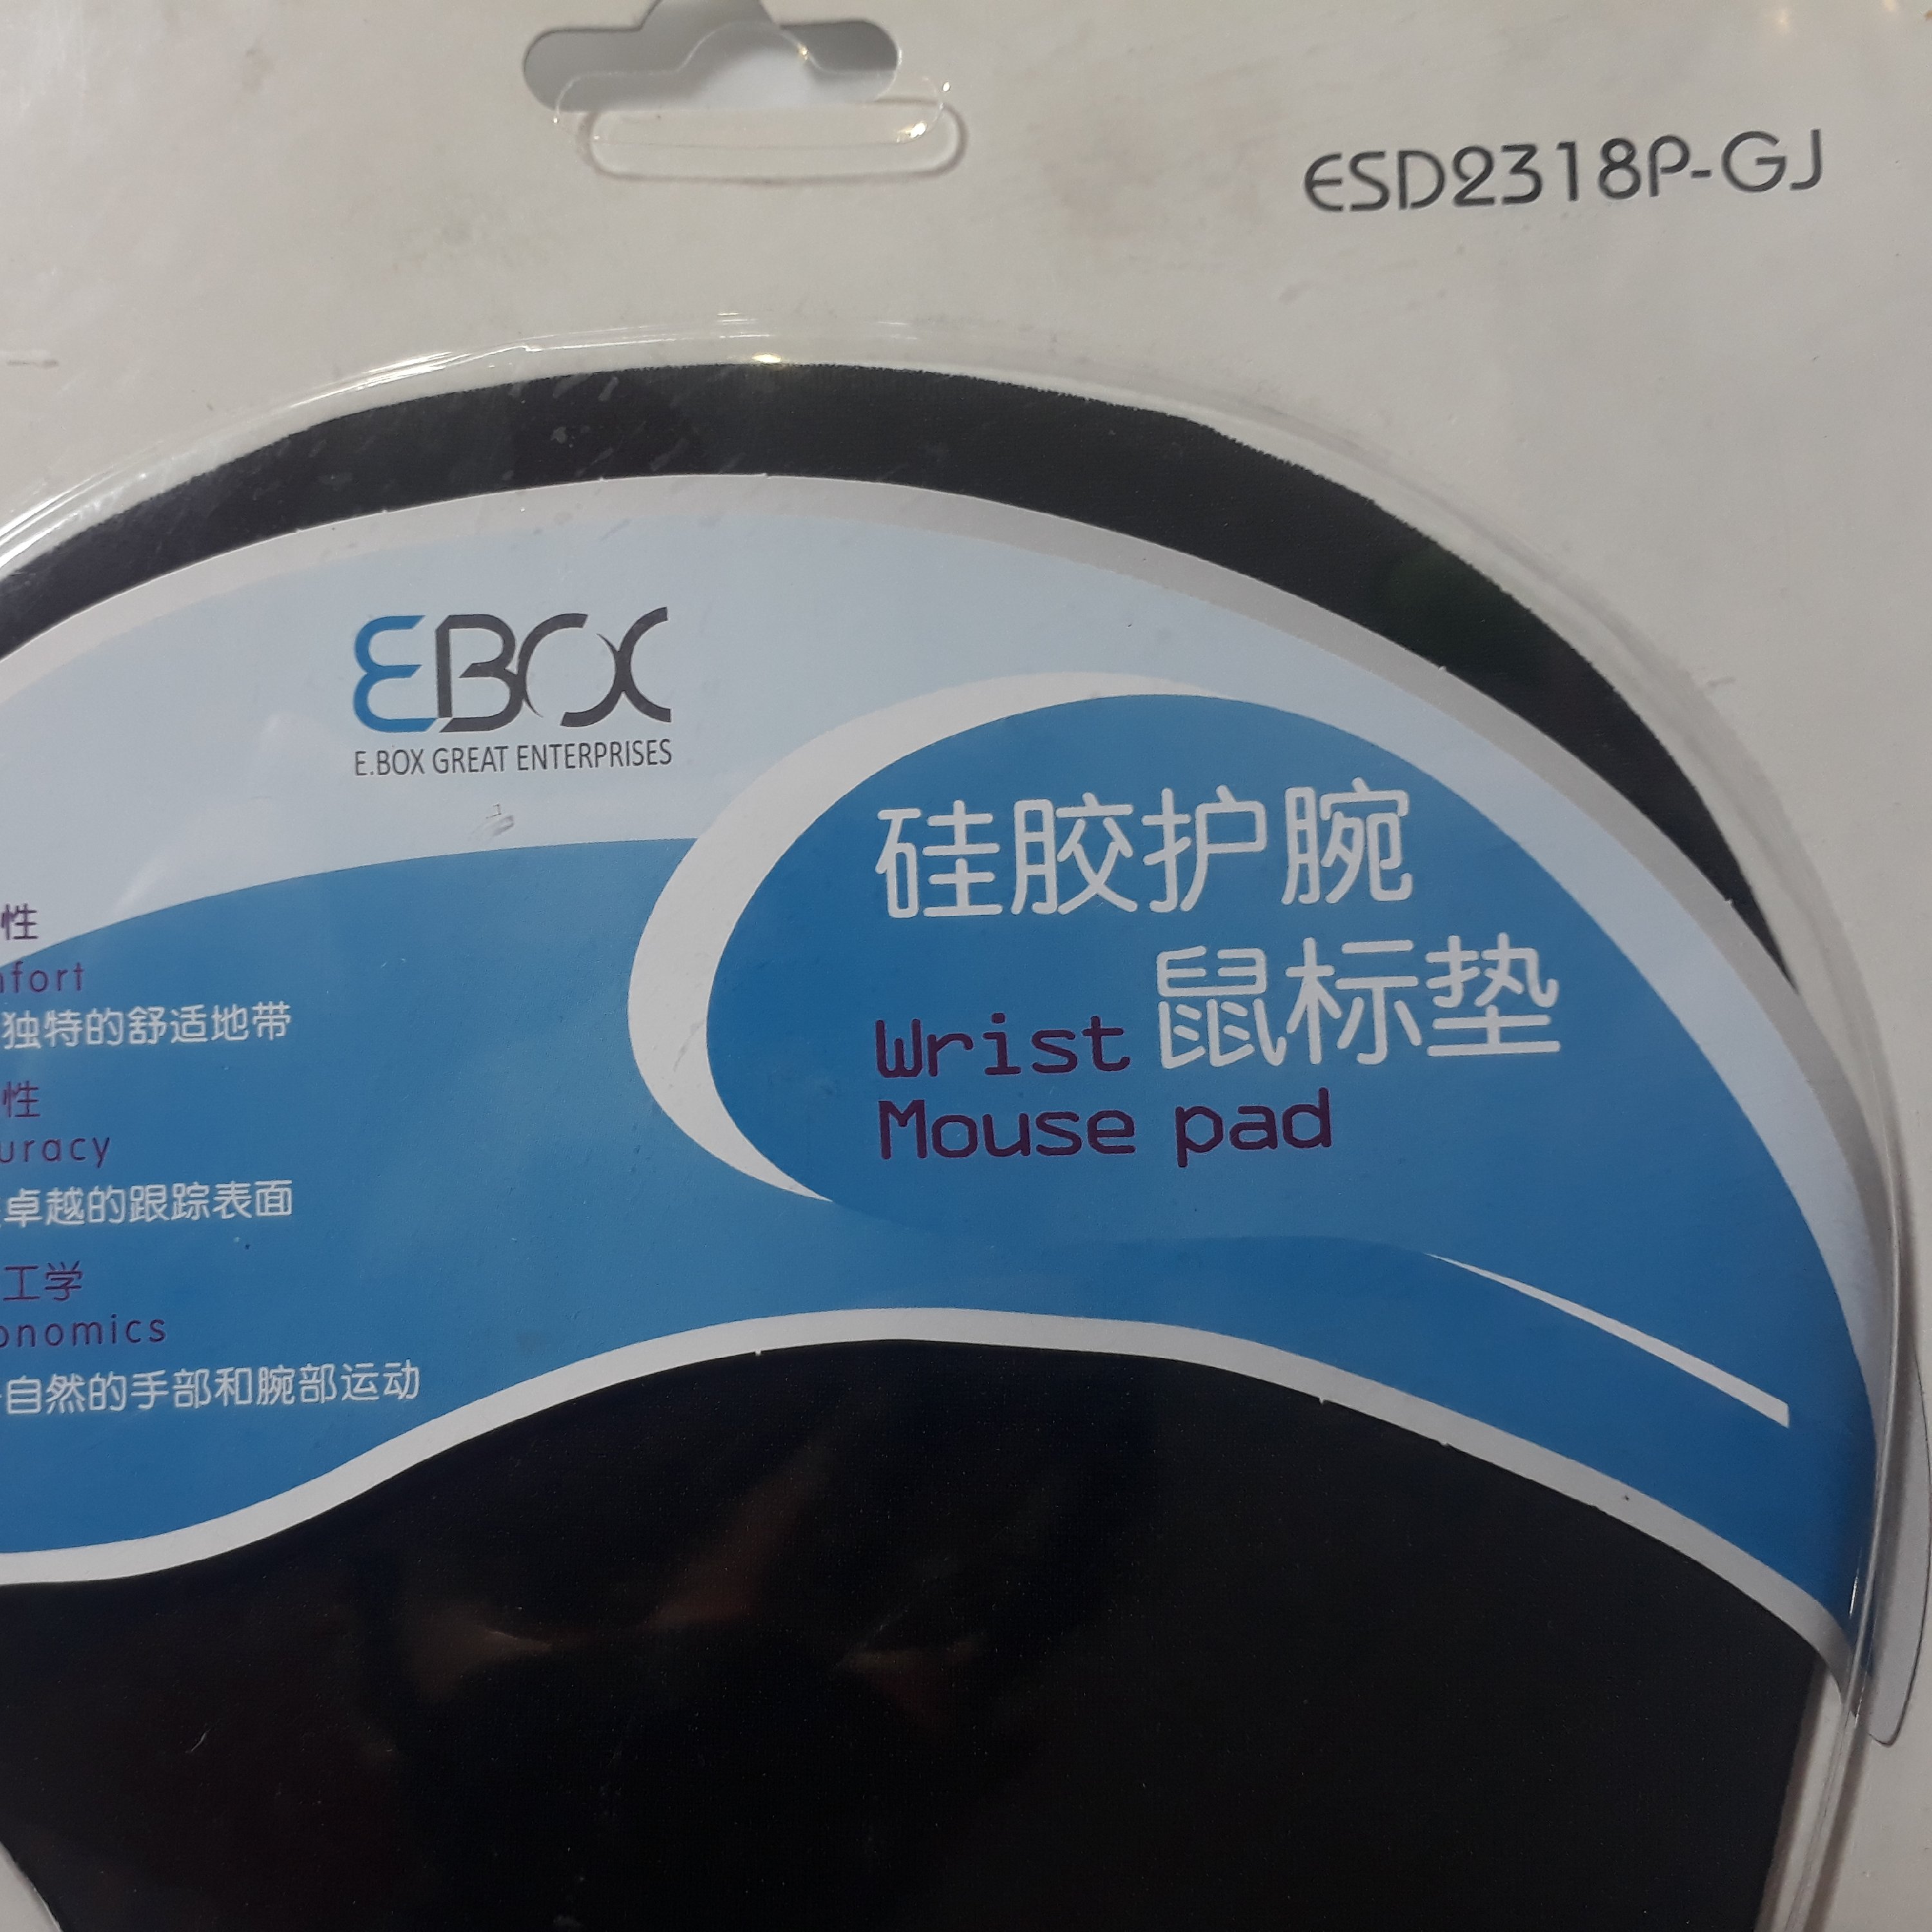 ESD2318P-GJ
EBOX
E.BOX GREAT ENTERPRISES
硅胶护腕
鼠标垫
Wrist
Mouse pad
性
fort
独特的舒适地带
性
uracy
卓越的跟踪表面
工学
onomics
自然的手部和腕部运动